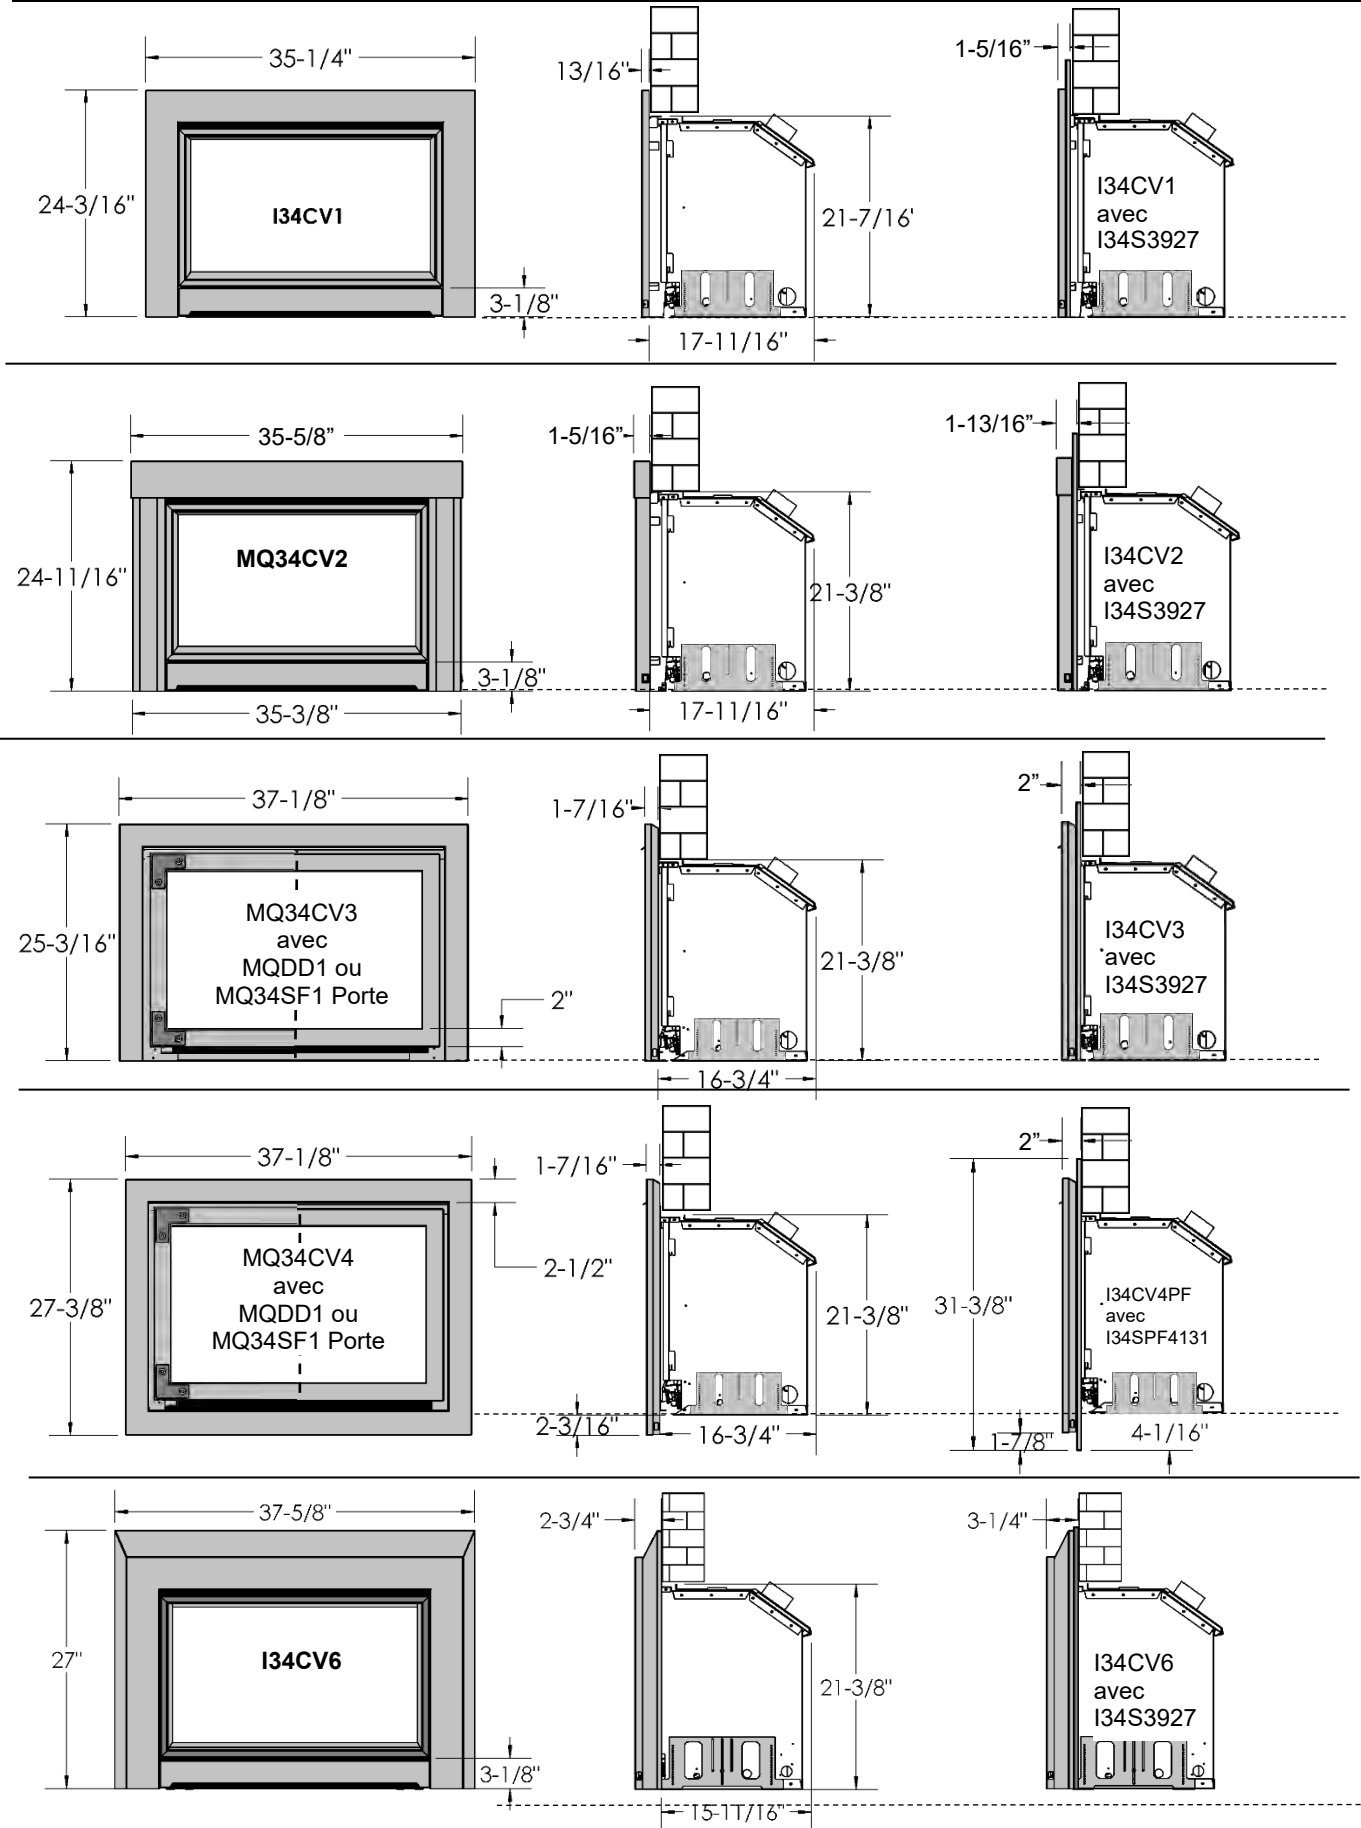 35-1/4"
13/16"
1-5/16”
24-3/16"
I34CV1
21-7/16'
I34CV1
avec
I34S3927
3-1/8"
17-11/16"
35-5/8”
1-5/16”
1-13/16”
24-11/16"
MQ34CV2
21-3/8"
I34CV2
avec
I34S3927
3-1/8"
35-3/8"
17-11/16"
37-1/8"
1-7/16"
2”
25-3/16"
MQ34CV3
avec
MQDD1 ou
MQ34SF1 Porte
2"
21-3/8"
I34CV3
avec
I34S3927
16-3/4"
37-1/8"
1-7/16"
2”
27-3/8"
MQ34CV4
avec
MQDD1 ou
MQ34SF1 Porte
2-1/2"
21-3/8"
31-3/8"
I34CV4PF
avec
I34SPF4131
2-3/16"
16-3/4"
1-7/8"
4-1/16"
37-5/8"
2-3/4"
3-1/4"
27"
I34CV6
21-3/8"
I34CV6
avec
I34S3927
3-1/8"
15-11/16"